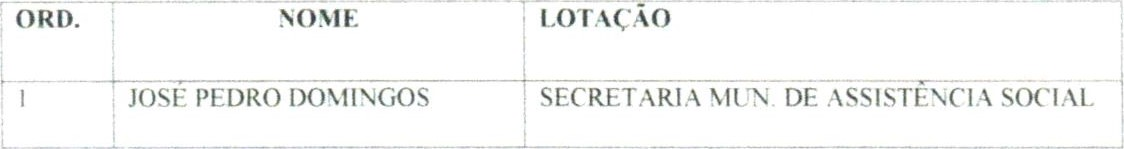 ORD. NOME LOTAÇÃO
1 JOSÉ PEDRO DOMINGOS SECRETARIA MUN. DE ASSISTÊNCIA SOCIAL